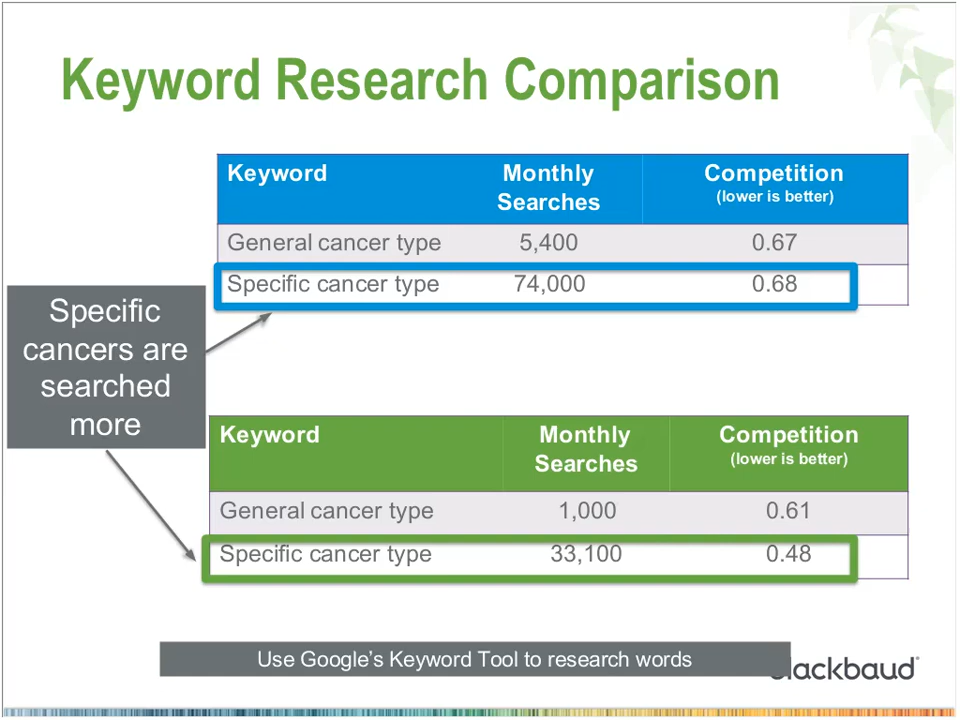 Keyword Research Comparison
Keyword Monthly Searches Competition (lower is better)
General cancer type 5,400 0.67
Specific cancer type 74,000 0.68
Specific
cancers are
searched
more
Keyword Monthly Searches Competition (lower is better)
General cancer type 1,000 0.61
Specific cancer type 33,100 0.48
Use Google's Keyword Tool to research words
blackbaud®